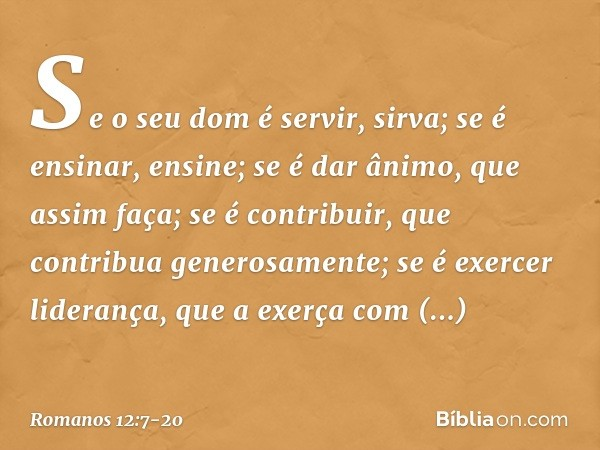 Se o seu dom é servir, sirva; se é
ensinar, ensine; se é dar ânimo, que
assim faça; se é contribuir, que
contribua generosamente; se é exercer
liderança, que a exerça com (...)
Romanos 12:7-20
Bíbliaon.com